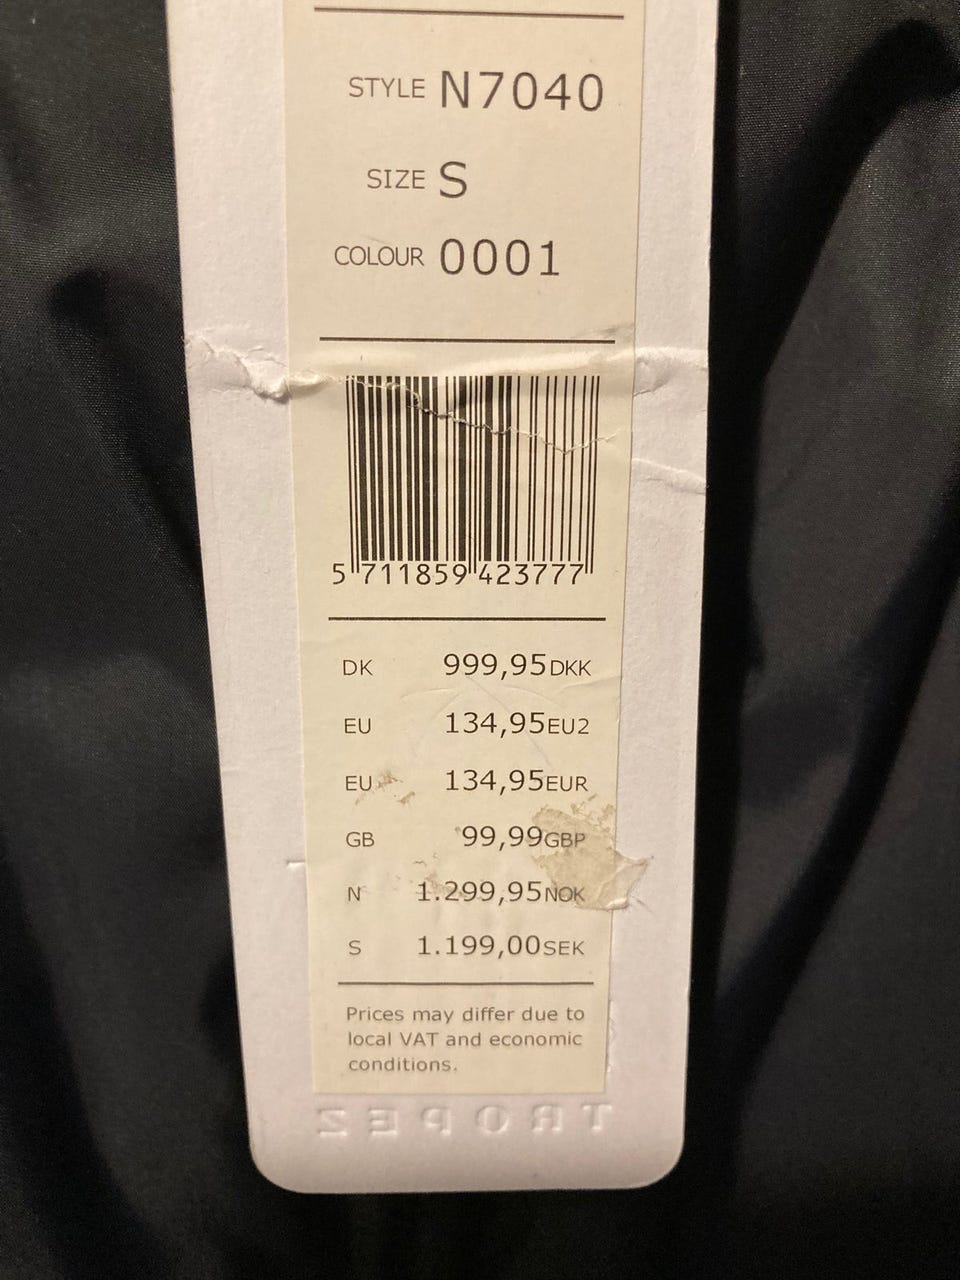 STYLE N7040
SIZE S
COLOUR 0001
5 711859 423777
DK 999,95DKK
EU 134,95EU2
EU 134,95EUR
GB 99,99GBP
N 1.299,95NOK
S 1.199,00SEK
Prices may differ due to
local VAT and economic
conditions.
TROPEZ